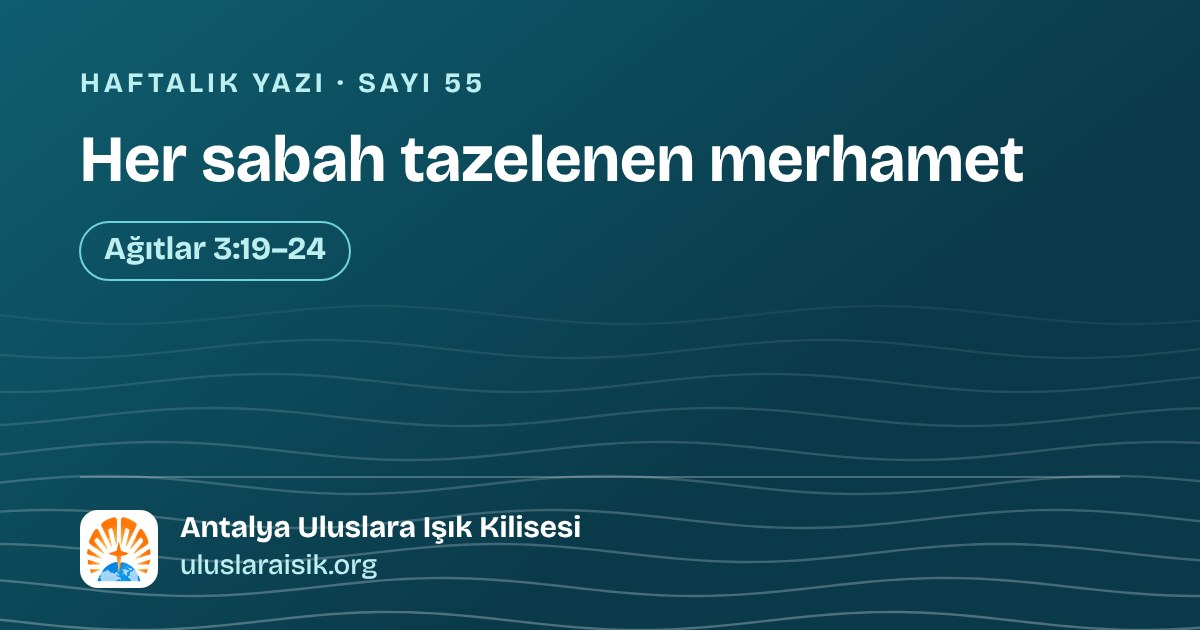 HAFTALIK YAZI · SAYI 55
Her sabah tazelenen merhamet
Ağıtlar 3:19–24
Antalya Uluslara Işık Kilisesi
uluslaraisik.org